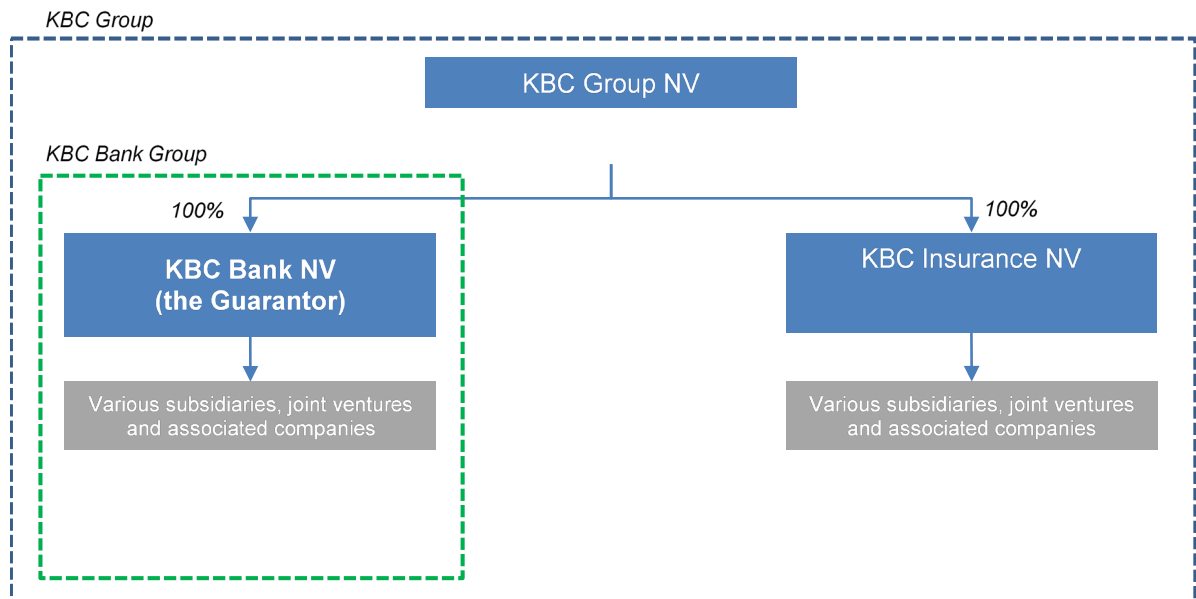 KBC Group
KBC Group NV
KBC Bank Group
100%
100%
KBC Bank NV
(the Guarantor)
KBC Insurance NV
Various subsidiaries, joint ventures
and associated companies
Various subsidiaries, joint ventures
and associated companies